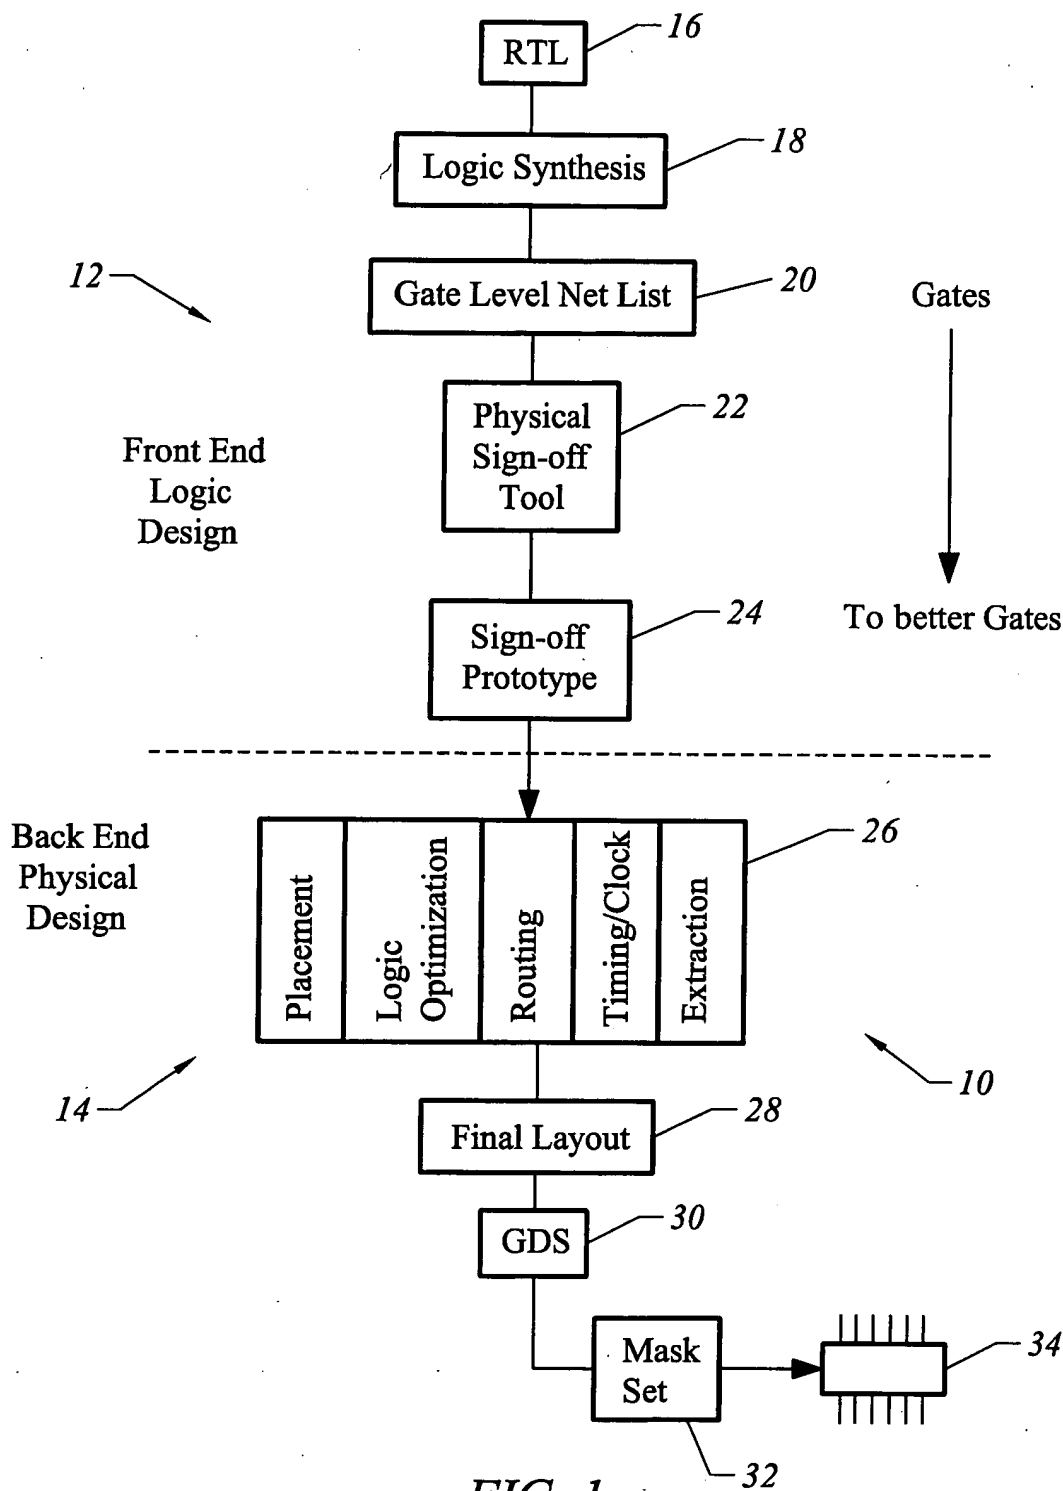 16
RTL
18
Logic Synthesis
12
20
Gate Level Net List
Gates
22
Physical
Sign-off
Tool
Front End
Logic
Design
24
Sign-off
Prototype
To better Gates
Back End
Physical
Design
26
Placement
Logic
Optimization
Routing
Timing/Clock
Extraction
14
10
28
Final Layout
30
GDS
Mask
Set
34
32
FIG. 1